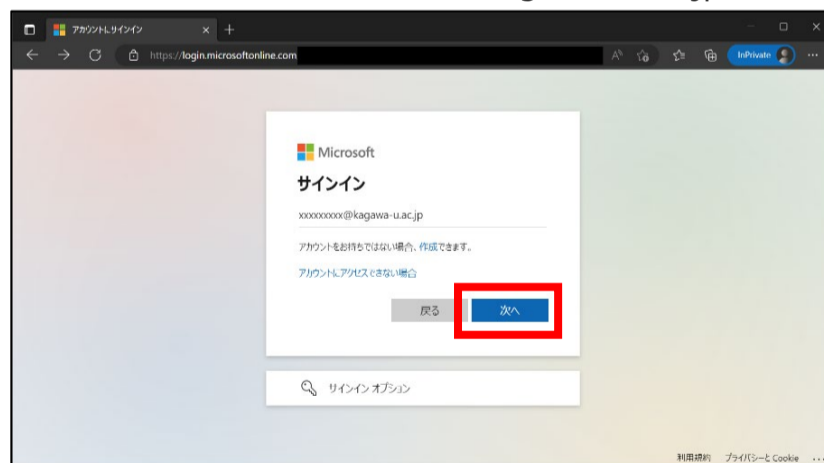 アカウントにサインイン
https://login.microsoftonline.com
InPrivate
Microsoft
サインイン
xxxxxxxxx@kagawa-u.ac.jp
アカウントをお持ちではない場合、作成できます。
アカウントにアクセスできない場合
戻る 次へ
サインイン オプション
利用規約 プライバシーと Cookie ...